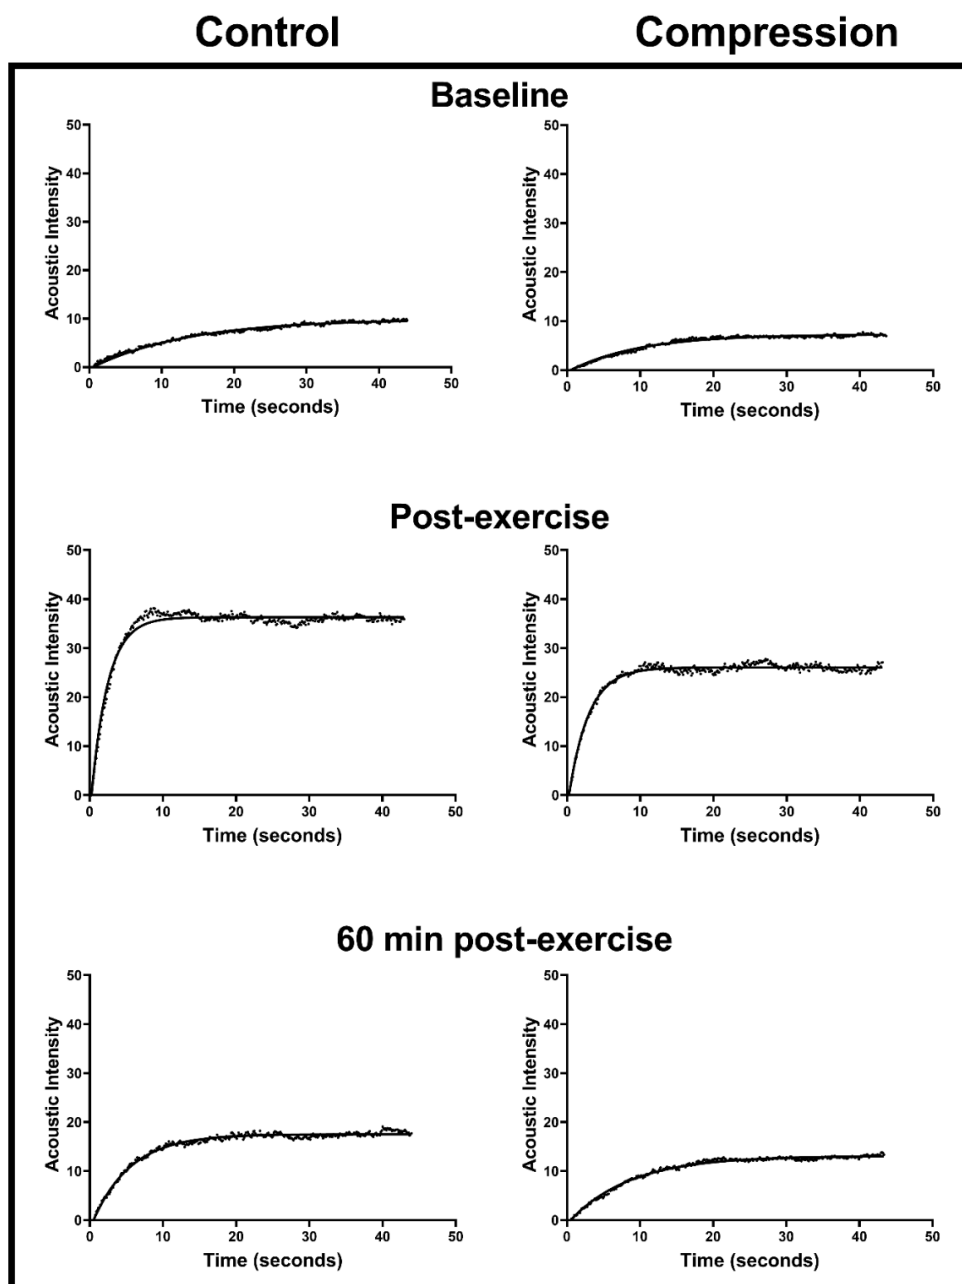 Control Compression
Baseline
50 50
40 40
30 30
20 20
10 10
0 0
Acoustic Intensity Acoustic Intensity
0 10 20 30 40 50 0 10 20 30 40 50
Time (seconds) Time (seconds)
Post-exercise
50 50
40 40
30 30
20 20
10 10
0 0
Acoustic Intensity Acoustic Intensity
0 10 20 30 40 50 0 10 20 30 40 50
Time (seconds) Time (seconds)
60 min post-exercise
50 50
40 40
30 30
20 20
10 10
0 0
Acoustic Intensity Acoustic Intensity
0 10 20 30 40 50 0 10 20 30 40 50
Time (seconds) Time (seconds)